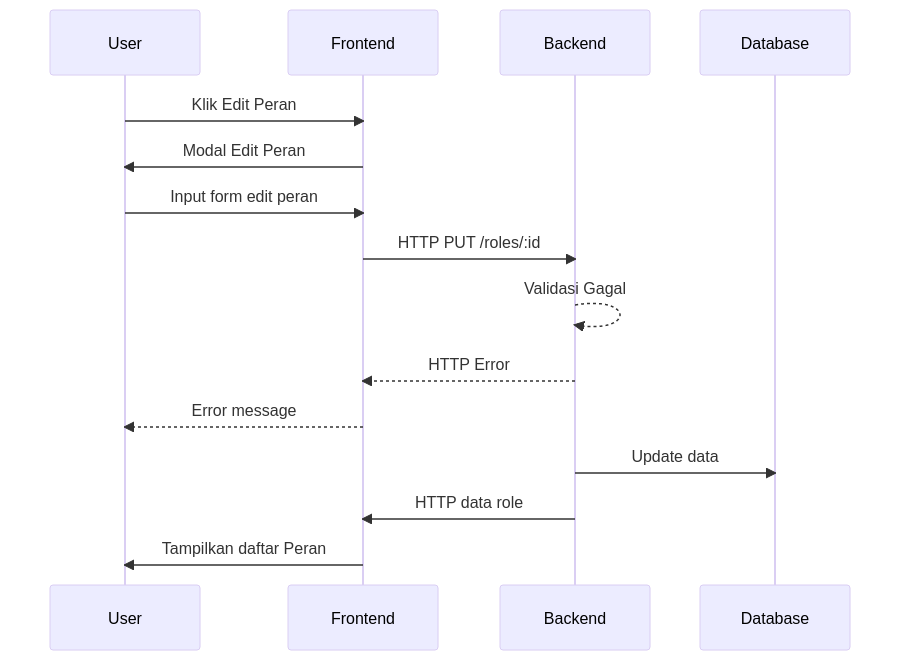 User
Frontend
Backend
Database
Klik Edit Peran
Modal Edit Peran
Input form edit peran
HTTP PUT /roles/:id
Validasi Gagal
HTTP Error
Error message
Update data
HTTP data role
Tampilkan daftar Peran
User
Frontend
Backend
Database